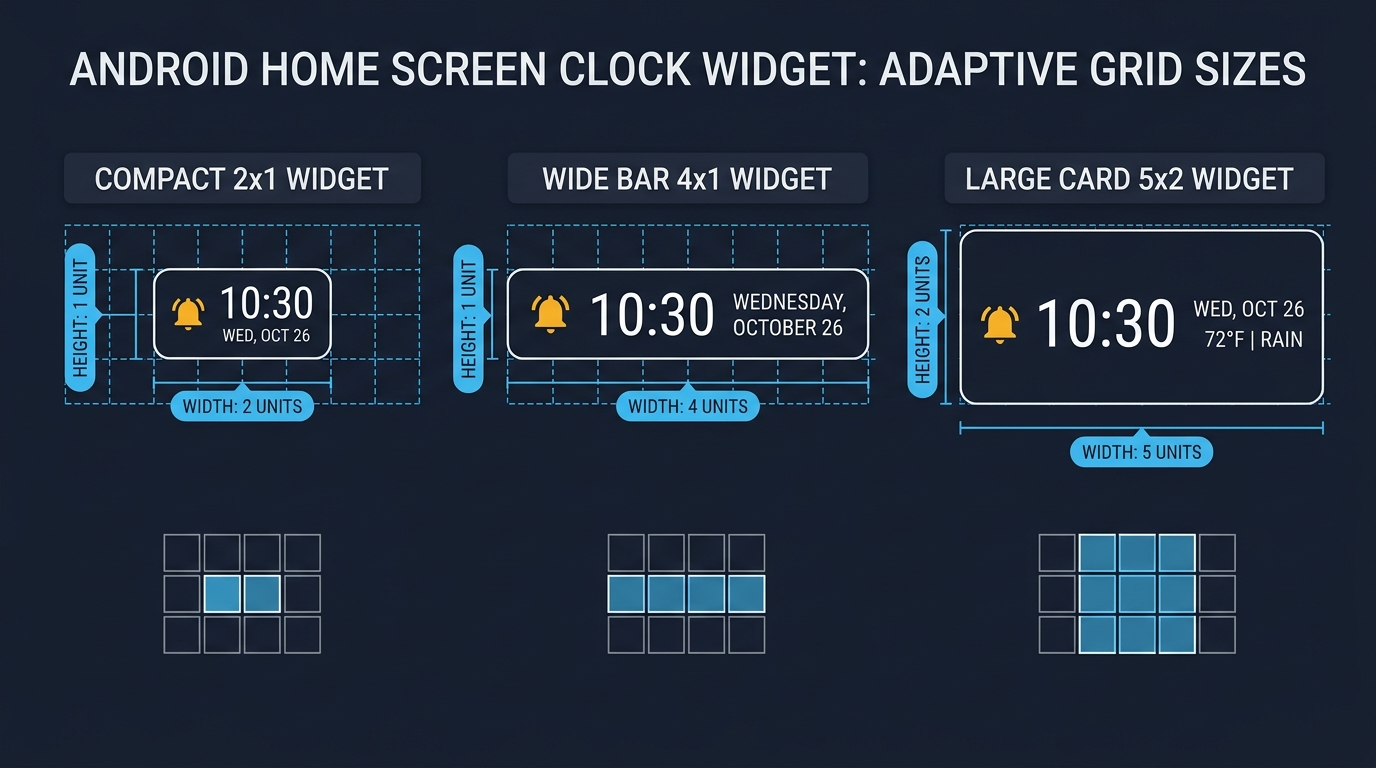 ANDROID HOME SCREEN CLOCK WIDGET: ADAPTIVE GRID SIZES
COMPACT 2x1 WIDGET
HEIGHT: 1 UNIT
10:30
WED, OCT 26
WIDTH: 2 UNITS
WIDE BAR 4x1 WIDGET
HEIGHT: 1 UNIT
10:30
WEDNESDAY,
OCTOBER 26
WIDTH: 4 UNITS
LARGE CARD 5x2 WIDGET
HEIGHT: 2 UNITS
10:30
WED, OCT 26
72°F | RAIN
WIDTH: 5 UNITS